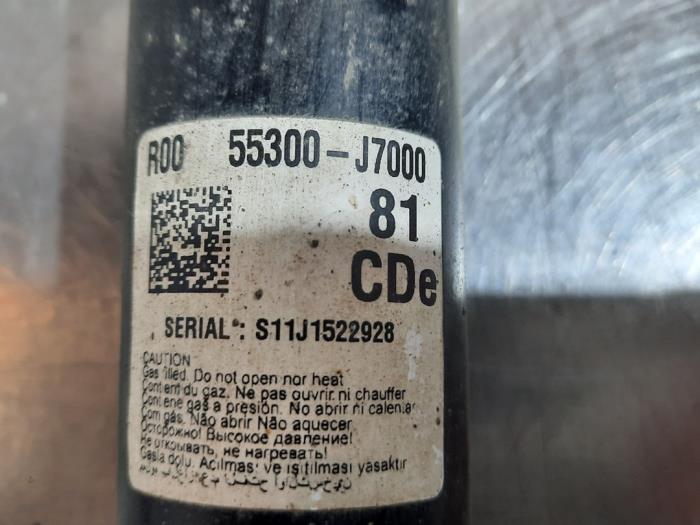 R00 55300-J7000
81
CDe
SERIAL : S11J1522928
CAUTION
Gas filled. Do not open nor heat
Contient du gaz. Ne pas ouvrir ni chauffer
Contiene gas a presión. No abrir ni calentar
Com gás. Não abrir Não aquecer
Осторожно! Высокое давление!
Не открывать, не нагревать!
Gasla dolu. Açılması ve ısıtılması yasaktır